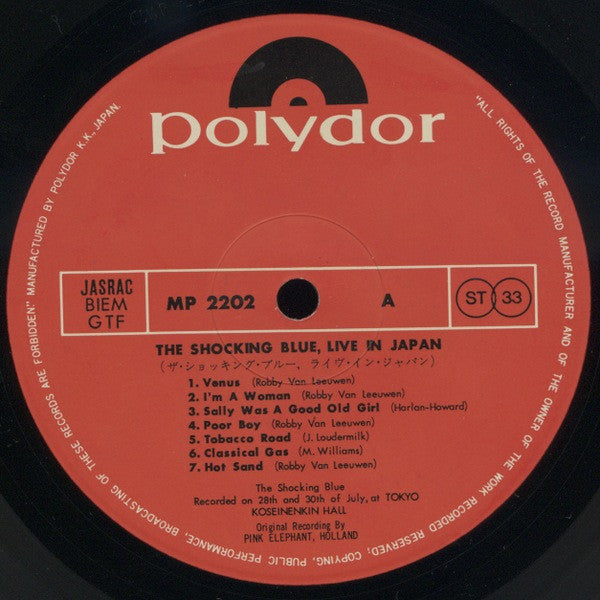 polydor
JASRAC
BIEM
GTF
MP 2202
A
ST 33
THE SHOCKING BLUE, LIVE IN JAPAN
(ザ・ショッキング・ブルー, ライヴ・イン・ジャパン)
1. Venus (Robby Van Leeuwen)
2. I'm A Woman (Robby Van Leeuwen)
3. Sally Was A Good Old Girl (Harlan-Howard)
4. Poor Boy (Robby Van Leeuwen)
5. Tobacco Road (J. Loudermilk)
6. Classical Gas (M. Williams)
7. Hot Sand (Robby Van Leeuwen)
The Shocking Blue
Recorded on 28th and 30th of July, at TOKYO
KOSEINENKIN HALL
Original Recording By
PINK ELEPHANT, HOLLAND
"ALL RIGHTS OF THE RECORD MANUFACTURER AND OF THE OWNER OF THE WORK RECORDED RESERVED, COPYING, PUBLIC PERFORMANCE, BROADCASTING OF THESE RECORDS ARE FORBIDDEN" MANUFACTURED BY POLYDOR K.K., JAPAN.